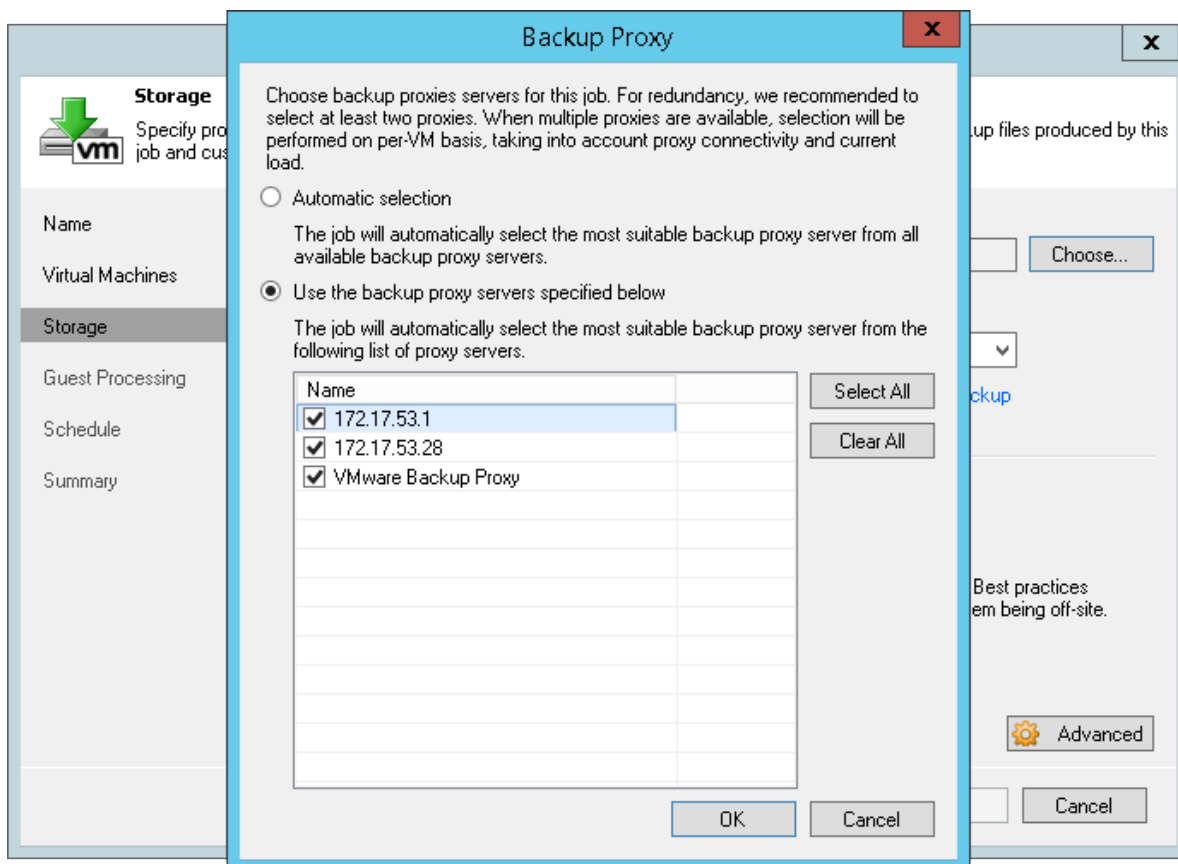 Backup Proxy
x
x
Storage
Specify pro
job and cus
up files produced by this
vm
Choose backup proxies servers for this job. For redundancy, we recommended to
select at least two proxies. When multiple proxies are available, selection will be
performed on per-VM basis, taking into account proxy connectivity and current
load.
Automatic selection
The job will automatically select the most suitable backup proxy server from all
available backup proxy servers.
Use the backup proxy servers specified below
The job will automatically select the most suitable backup proxy server from the
following list of proxy servers.
Name
172.17.53.1
172.17.53.28
VMware Backup Proxy
Select All
Clear All
OK
Cancel
Name
Virtual Machines
Storage
Guest Processing
Schedule
Summary
Choose...
ckup
Best practices
em being off-site.
Advanced
Cancel